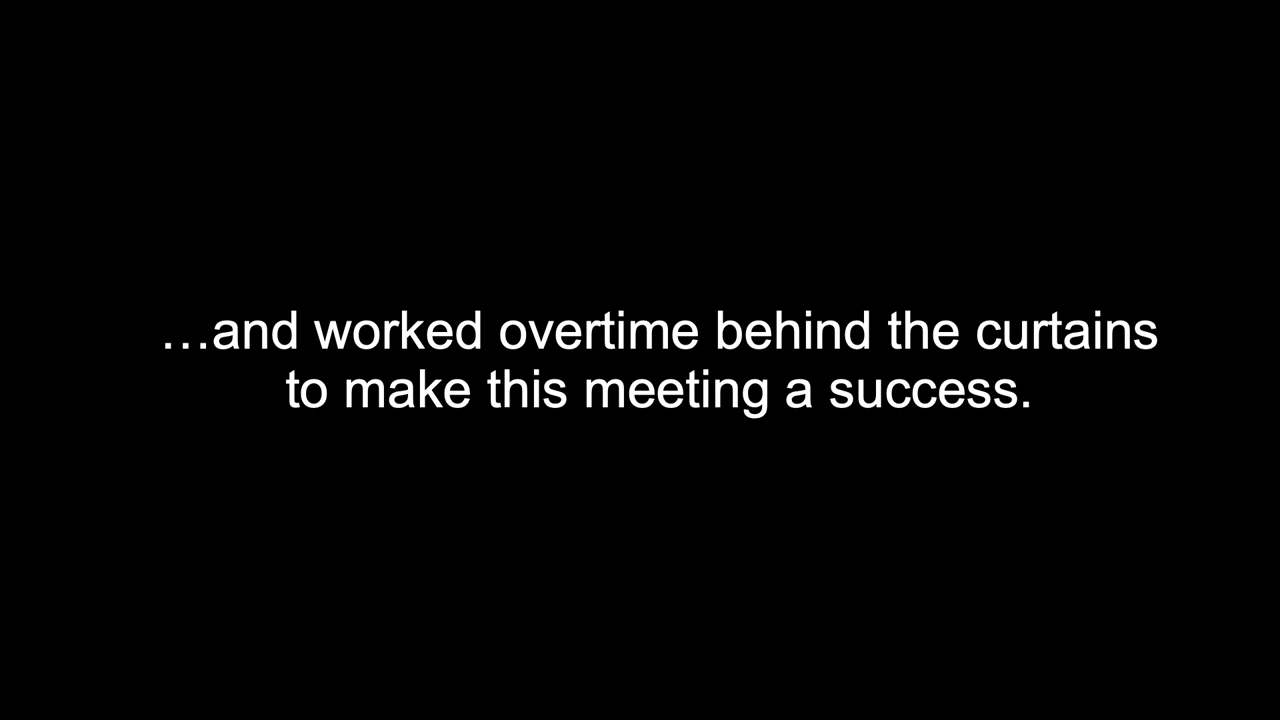 …and worked overtime behind the curtains
to make this meeting a success.